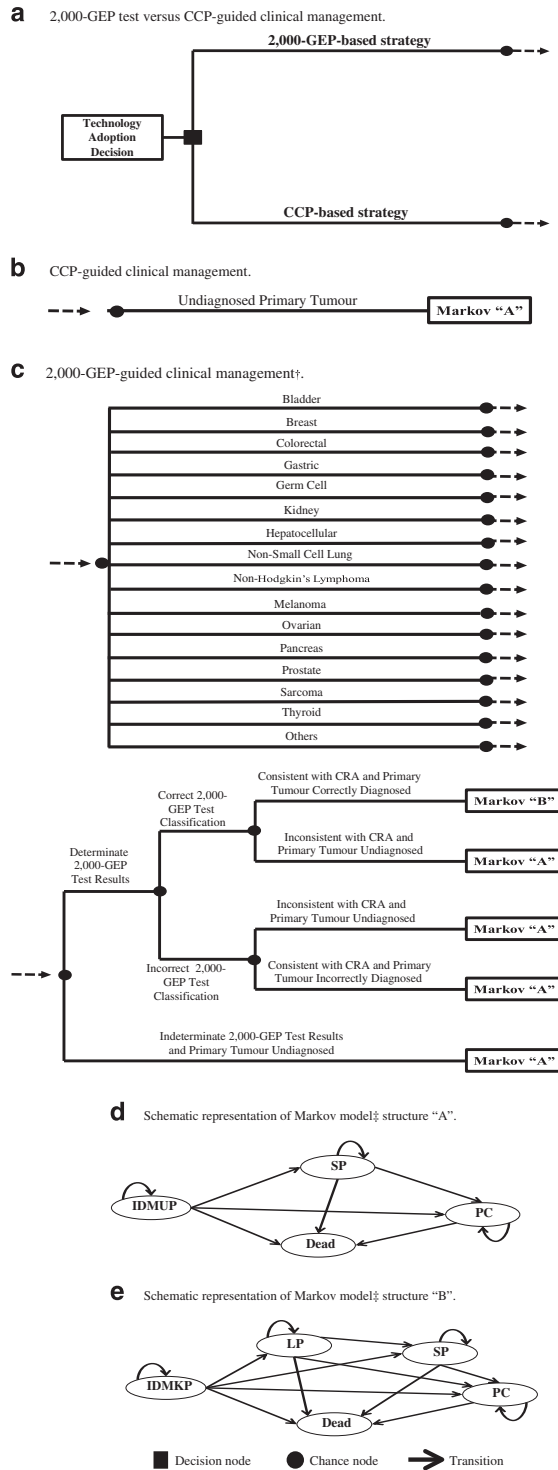 a 2,000-GEP test versus CCP-guided clinical management.
2,000-GEP-based strategy
Technology
Adoption
Decision
CCP-based strategy
b CCP-guided clinical management.
Undiagnosed Primary Tumour
Markov “A”
c 2,000-GEP-guided clinical management†.
Bladder
Breast
Colorectal
Gastric
Germ Cell
Kidney
Hepatocellular
Non-Small Cell Lung
Non-Hodgkin’s Lymphoma
Melanoma
Ovarian
Pancreas
Prostate
Sarcoma
Thyroid
Others
Determinate
2,000-GEP
Test Results
Correct 2,000-
GEP Test
Classification
Consistent with CRA and Primary
Tumour Correctly Diagnosed
Markov “B”
Inconsistent with CRA and
Primary Tumour Undiagnosed
Markov “A”
Inconsistent with CRA and
Primary Tumour Undiagnosed
Markov “A”
Incorrect 2,000-
GEP Test
Classification
Consistent with CRA and Primary
Tumour Incorrectly Diagnosed
Markov “A”
Indeterminate 2,000-GEP Test Results
and Primary Tumour Undiagnosed
Markov “A”
d Schematic representation of Markov model‡ structure “A”.
SP
IDMUP
PC
Dead
e Schematic representation of Markov model‡ structure “B”.
LP
SP
IDMKP
PC
Dead
Decision node Chance node Transition